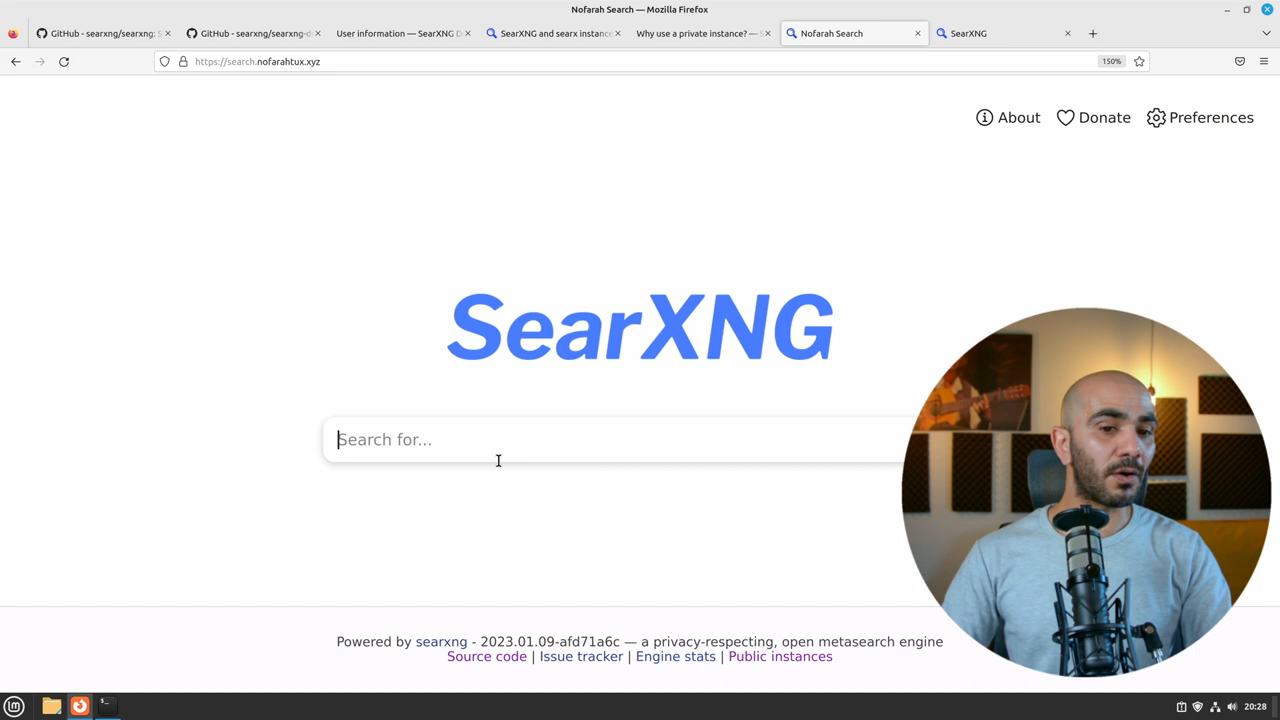 Nofarah Search — Mozilla Firefox
GitHub - searxng/searxng: S
GitHub - searxng/searxng-d
User information — SearXNG D
SearXNG and searx instance
Why use a private instance? — S
Nofarah Search
SearXNG
https://search.nofarahtux.xyz
150%
About
Donate
Preferences
SearXNG
Search for...
Powered by searxng - 2023.01.09-afd71a6c — a privacy-respecting, open metasearch engine
Source code | Issue tracker | Engine stats | Public instances
20:28